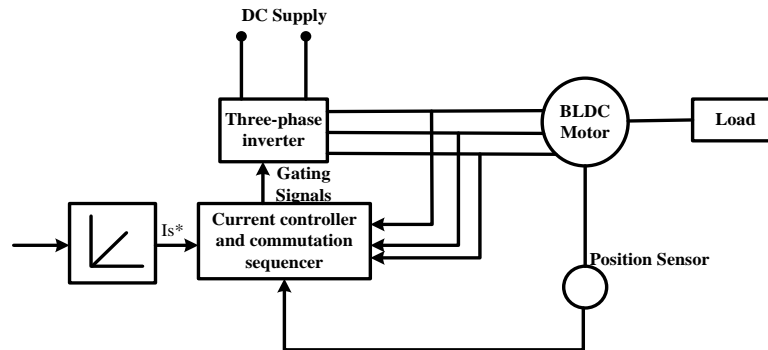 DC Supply
Three-phase
inverter
BLDC
Motor
Load
Gating
Signals
Is*
Current controller
and commutation
sequencer
Position Sensor